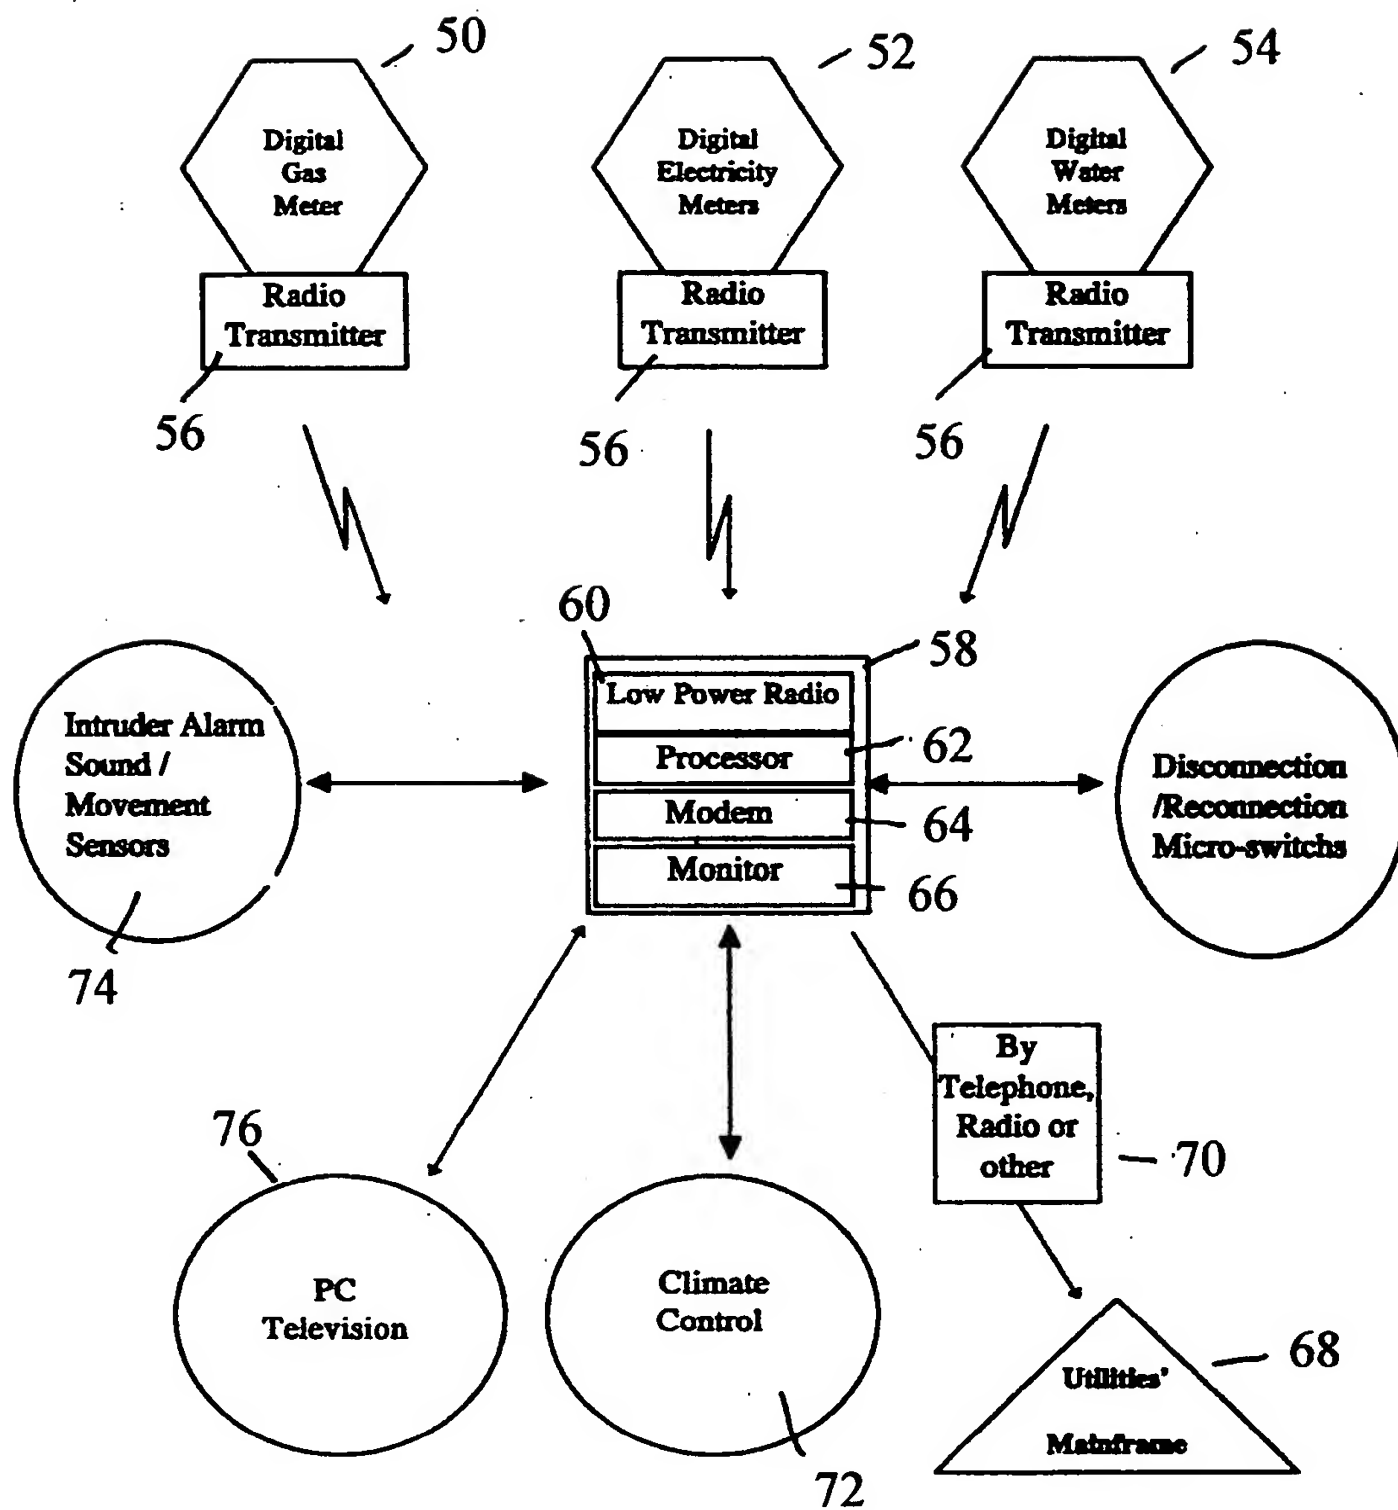 50
52
54
Digital
Gas
Meter
Digital
Electricity
Meters
Digital
Water
Meters
Radio
Transmitter
Radio
Transmitter
Radio
Transmitter
56
56
56
60
58
Low Power Radio
Processor
62
Modem
64
Monitor
66
Intruder Alarm
Sound /
Movement
Sensors
74
Disconnection
/Reconnection
Micro-switchs
By
Telephone,
Radio or
other
70
76
PC
Television
Climate
Control
72
68
Utilities'
Mainframe